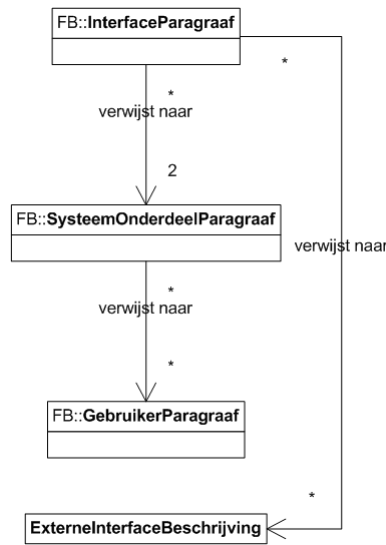 FB::InterfaceParagraaf
*
*
verwijst naar
2
FB::SysteemOnderdeelParagraaf
verwijst naar
*
verwijst naar
*
FB::GebruikerParagraaf
*
ExterneInterfaceBeschrijving